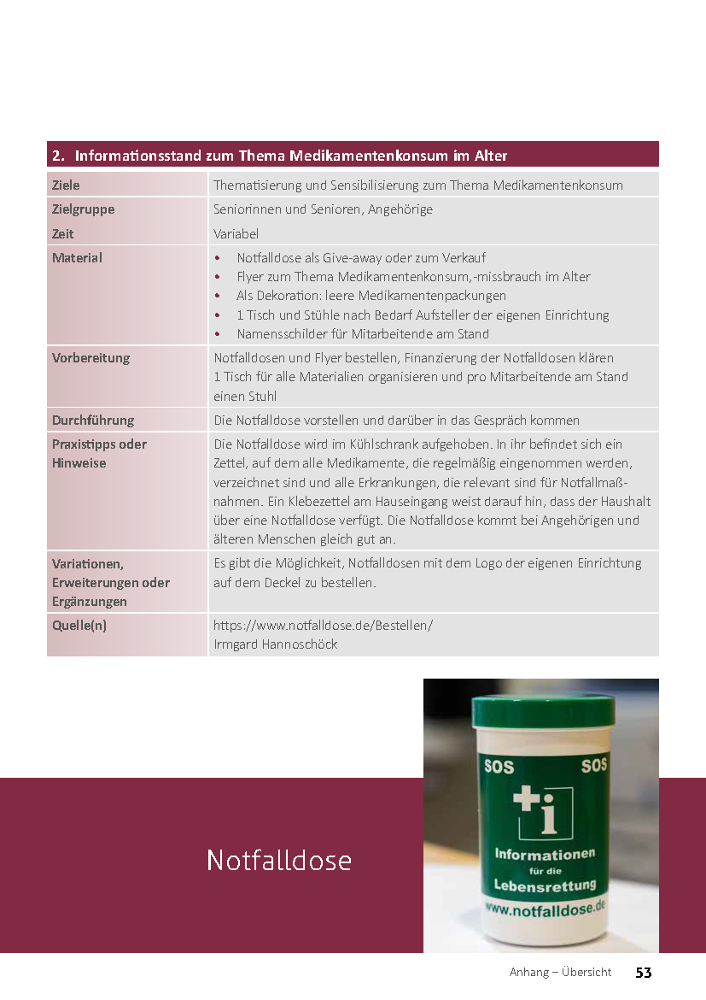 2. Informationsstand zum Thema Medikamentenkonsum im Alter
Ziele
Thematisierung und Sensibilisierung zum Thema Medikamentenkonsum
Zielgruppe
Seniorinnen und Senioren, Angehörige
Zeit
Variabel
Material
• Notfalldose als Give-away oder zum Verkauf
• Flyer zum Thema Medikamentenkonsum,-missbrauch im Alter
• Als Dekoration: leere Medikamentenpackungen
• 1 Tisch und Stühle nach Bedarf Aufsteller der eigenen Einrichtung
• Namensschilder für Mitarbeitende am Stand
Vorbereitung
Notfalldosen und Flyer bestellen, Finanzierung der Notfalldosen klären
1 Tisch für alle Materialien organisieren und pro Mitarbeitende am Stand
einen Stuhl
Durchführung
Die Notfalldose vorstellen und darüber in das Gespräch kommen
Praxistipps oder
Hinweise
Die Notfalldose wird im Kühlschrank aufgehoben. In ihr befindet sich ein
Zettel, auf dem alle Medikamente, die regelmäßig eingenommen werden,
verzeichnet sind und alle Erkrankungen, die relevant sind für Notfallmaß-
nahmen. Ein Klebezettel am Hauseingang weist darauf hin, dass der Haushalt
über eine Notfalldose verfügt. Die Notfalldose kommt bei Angehörigen und
älteren Menschen gleich gut an.
Variationen,
Erweiterungen oder
Ergänzungen
Es gibt die Möglichkeit, Notfalldosen mit dem Logo der eigenen Einrichtung
auf dem Deckel zu bestellen.
Quelle(n)
https://www.notfalldose.de/Bestellen/
Irmgard Hannoschöck
Notfalldose
SOS SOS
i
Informationen
für die
Lebensrettung
www.notfalldose.de
Anhang – Übersicht 53